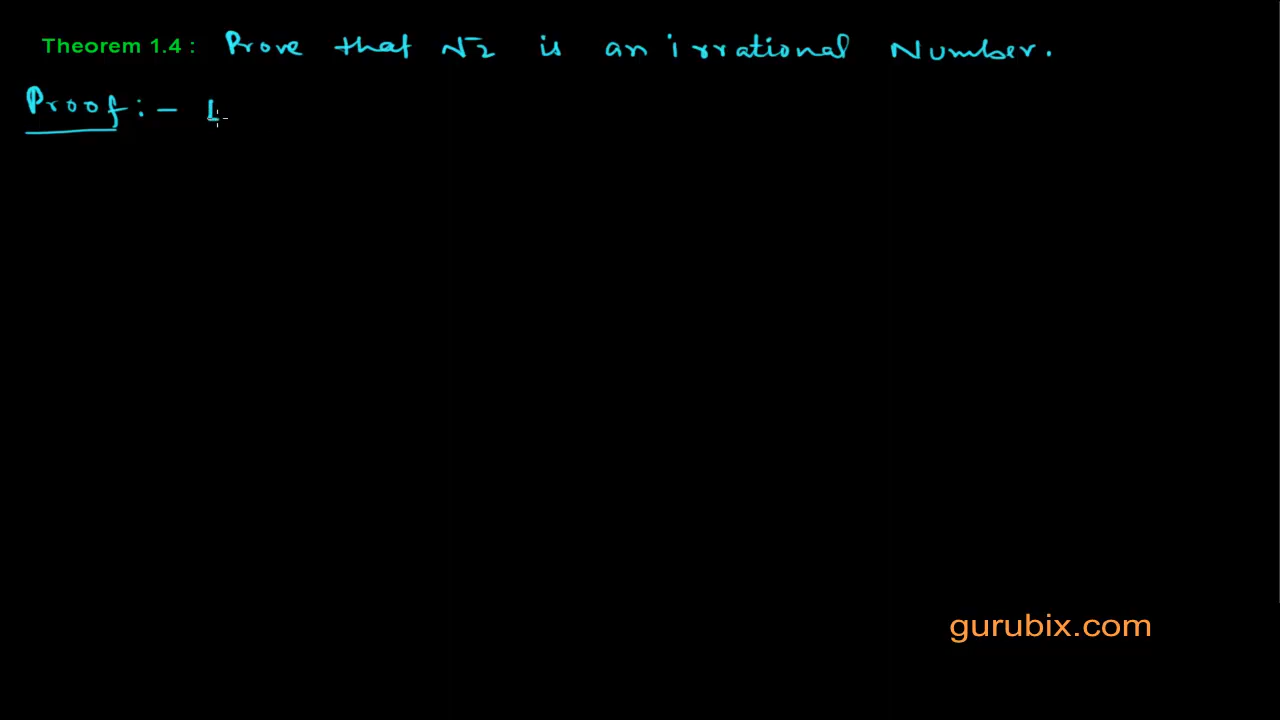 Theorem 1.4 : Prove that √2 is an irrational Number.
Proof :-
gurubix.com